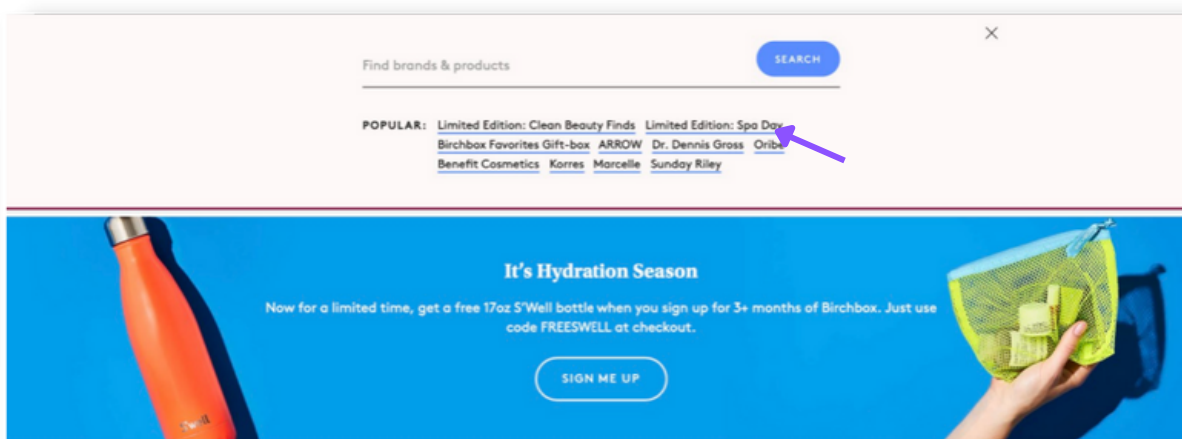 Find brands & products
SEARCH
POPULAR: Limited Edition: Clean Beauty Finds Limited Edition: Spa Day
Birchbox Favorites Gift-box ARROW Dr. Dennis Gross Oribe
Benefit Cosmetics Korres Marcelle Sunday Riley
It's Hydration Season
Now for a limited time, get a free 17oz S'Well bottle when you sign up for 3+ months of Birchbox. Just use
code FREESWELL at checkout.
SIGN ME UP
S'well